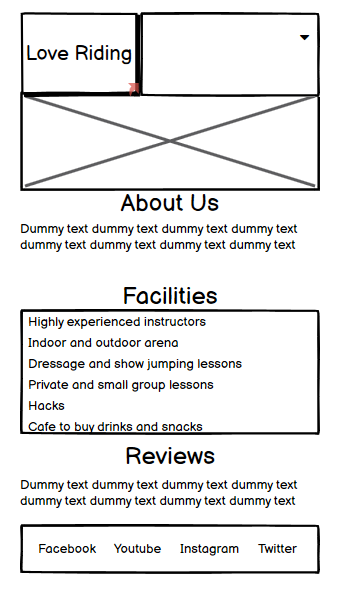 Love Riding
About Us
Dummy text dummy text dummy text dummy text
dummy text dummy text dummy text dummy text
Facilities
Highly experienced instructors
Indoor and outdoor arena
Dressage and show jumping lessons
Private and small group lessons
Hacks
Cafe to buy drinks and snacks
Reviews
Dummy text dummy text dummy text dummy text
dummy text dummy text dummy text dummy text
Facebook Youtube Instagram Twitter